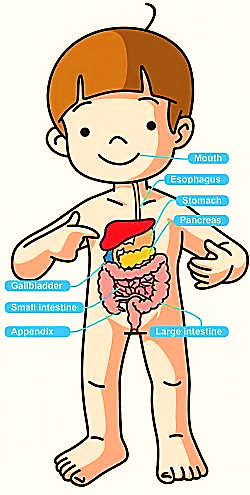 Mouth
Esophagus
Stomach
Pancreas
Gallbladder
Small intestine
Appendix
Large intestine